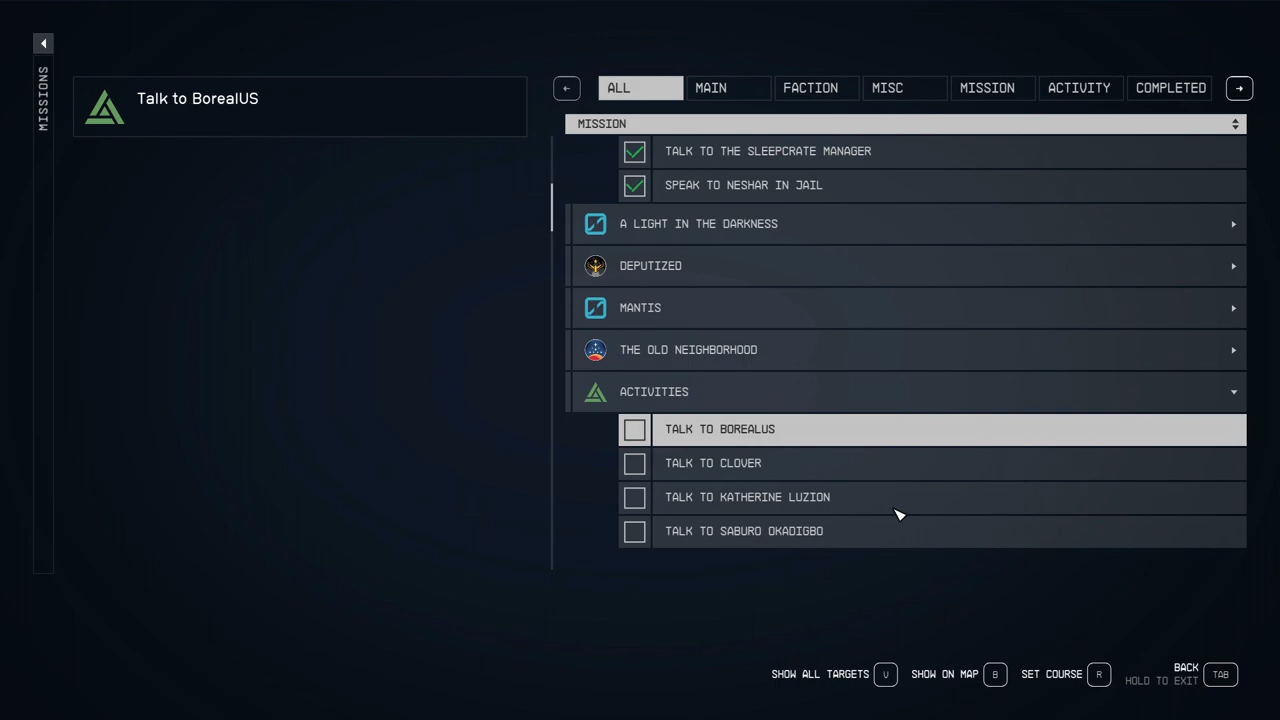 MISSIONS
Talk to BorealUS
ALL
MAIN
FACTION
MISC
MISSION
ACTIVITY
COMPLETED
MISSION
TALK TO THE SLEEPCRATE MANAGER
SPEAK TO NESHAR IN JAIL
A LIGHT IN THE DARKNESS
DEPUTIZED
MANTIS
THE OLD NEIGHBORHOOD
ACTIVITIES
TALK TO BOREALUS
TALK TO CLOVER
TALK TO KATHERINE LUZION
TALK TO SABURO OKADIGBO
SHOW ALL TARGETS V
SHOW ON MAP B
SET COURSE R
BACK
HOLD TO EXIT
TAB